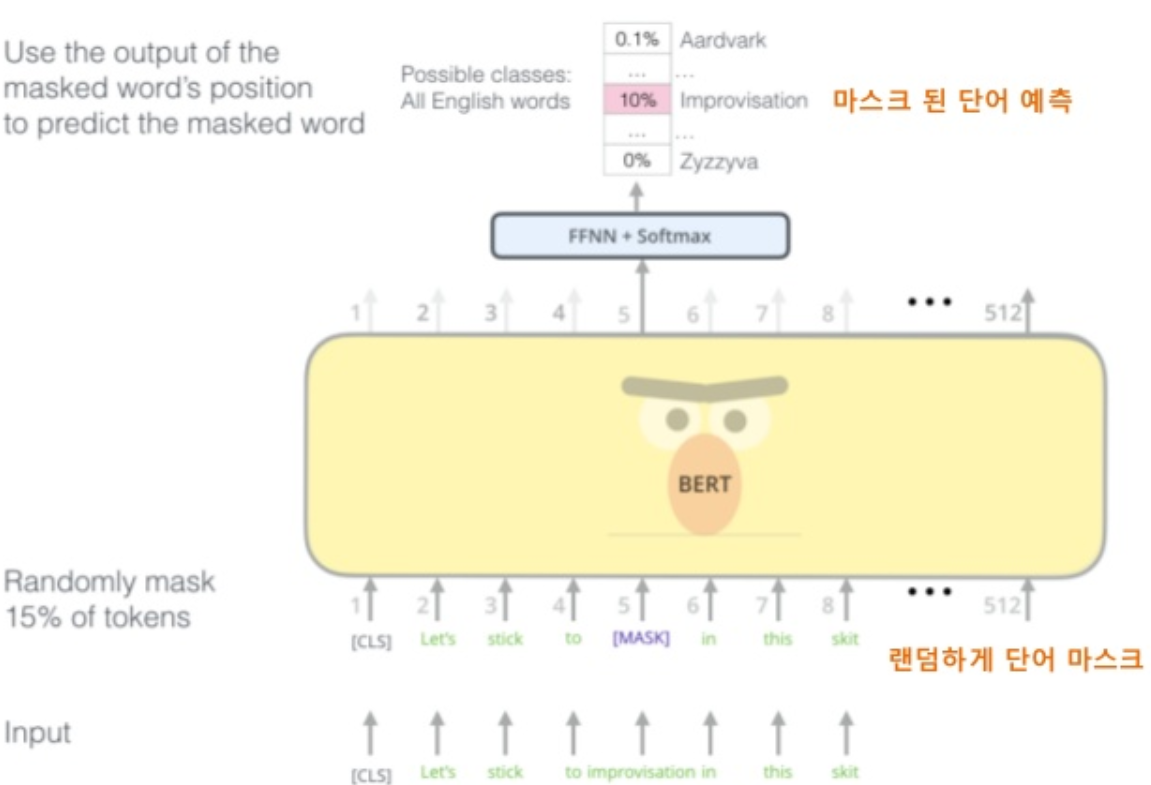 Use the output of the
masked word's position
to predict the masked word
Possible classes:
All English words
0.1% Aardvark
... ...
10% Improvisation
마스크 된 단어 예측
... ...
0% Zyzzyva
FFNN + Softmax
1 2 3 4 5 6 7 8 ••• 512
BERT
Randomly mask
15% of tokens
1 2 3 4 5 6 7 8 ••• 512
[CLS] Let's stick to [MASK] in this skit
랜덤하게 단어 마스크
Input
[CLS] Let's stick to improvisation in this skit